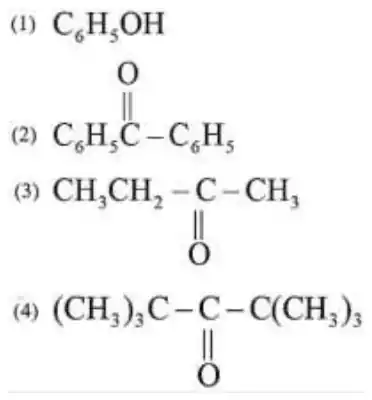 (1) C₆H₅OH
O
||
(2) C₆H₅C – C₆H₅
(3) CH₃CH₂ – C – CH₃
||
O
(4) (CH₃)₃C – C – C(CH₃)₃
||
O